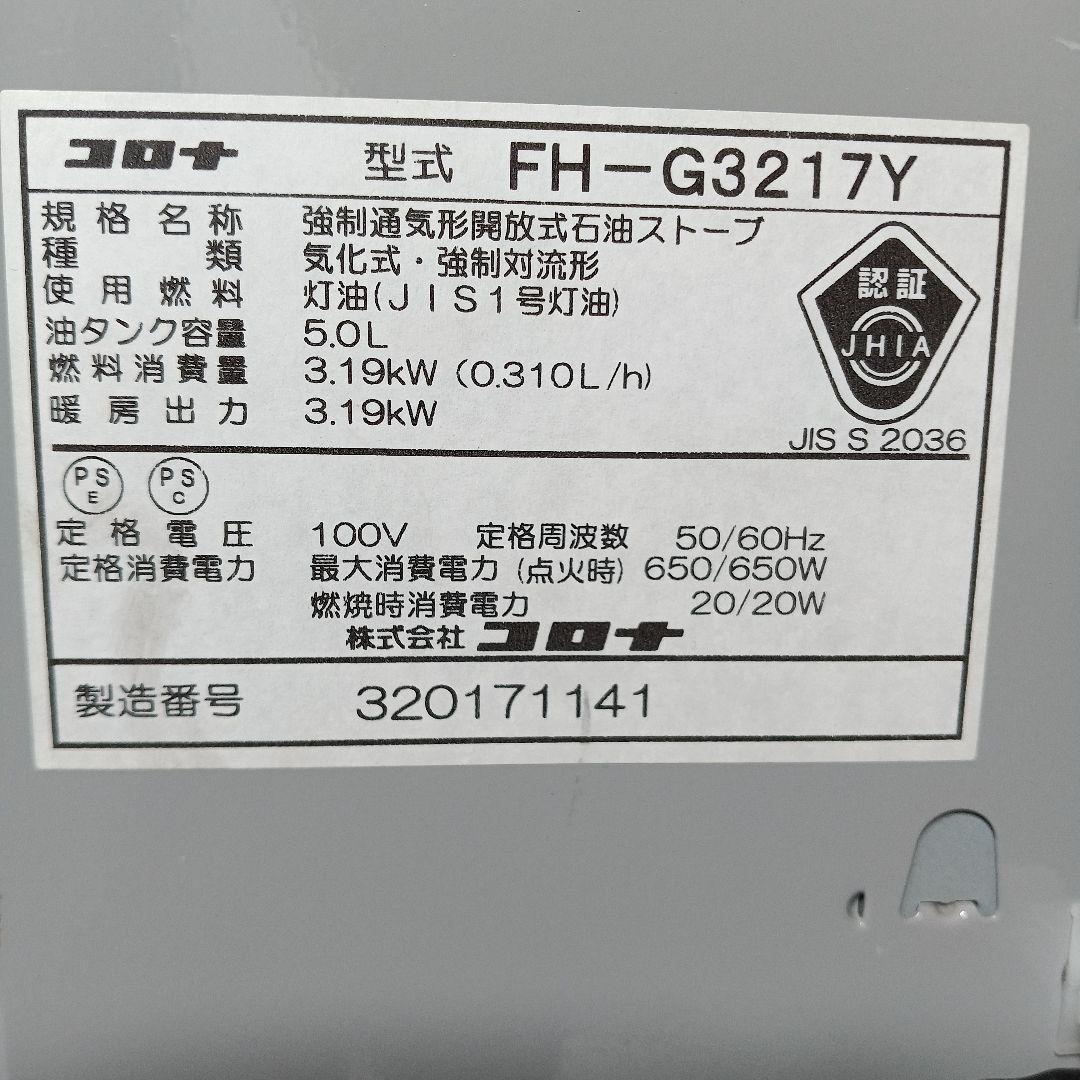 コロナ 型式 FH-G3217Y
規格名称 強制通気形開放式石油ストーブ
種類 気化式・強制対流形
使用燃料 灯油(JIS1号灯油)
油タンク容量 5.0L
燃料消費量 3.19kW (0.310L/h)
暖房出力 3.19kW
認証
JHIA
JIS S 2036
PS E PS C
定格電圧 100V 定格周波数 50/60Hz
定格消費電力 最大消費電力 (点火時) 650/650W
燃焼時消費電力 20/20W
株式会社 コロナ
製造番号 320171141